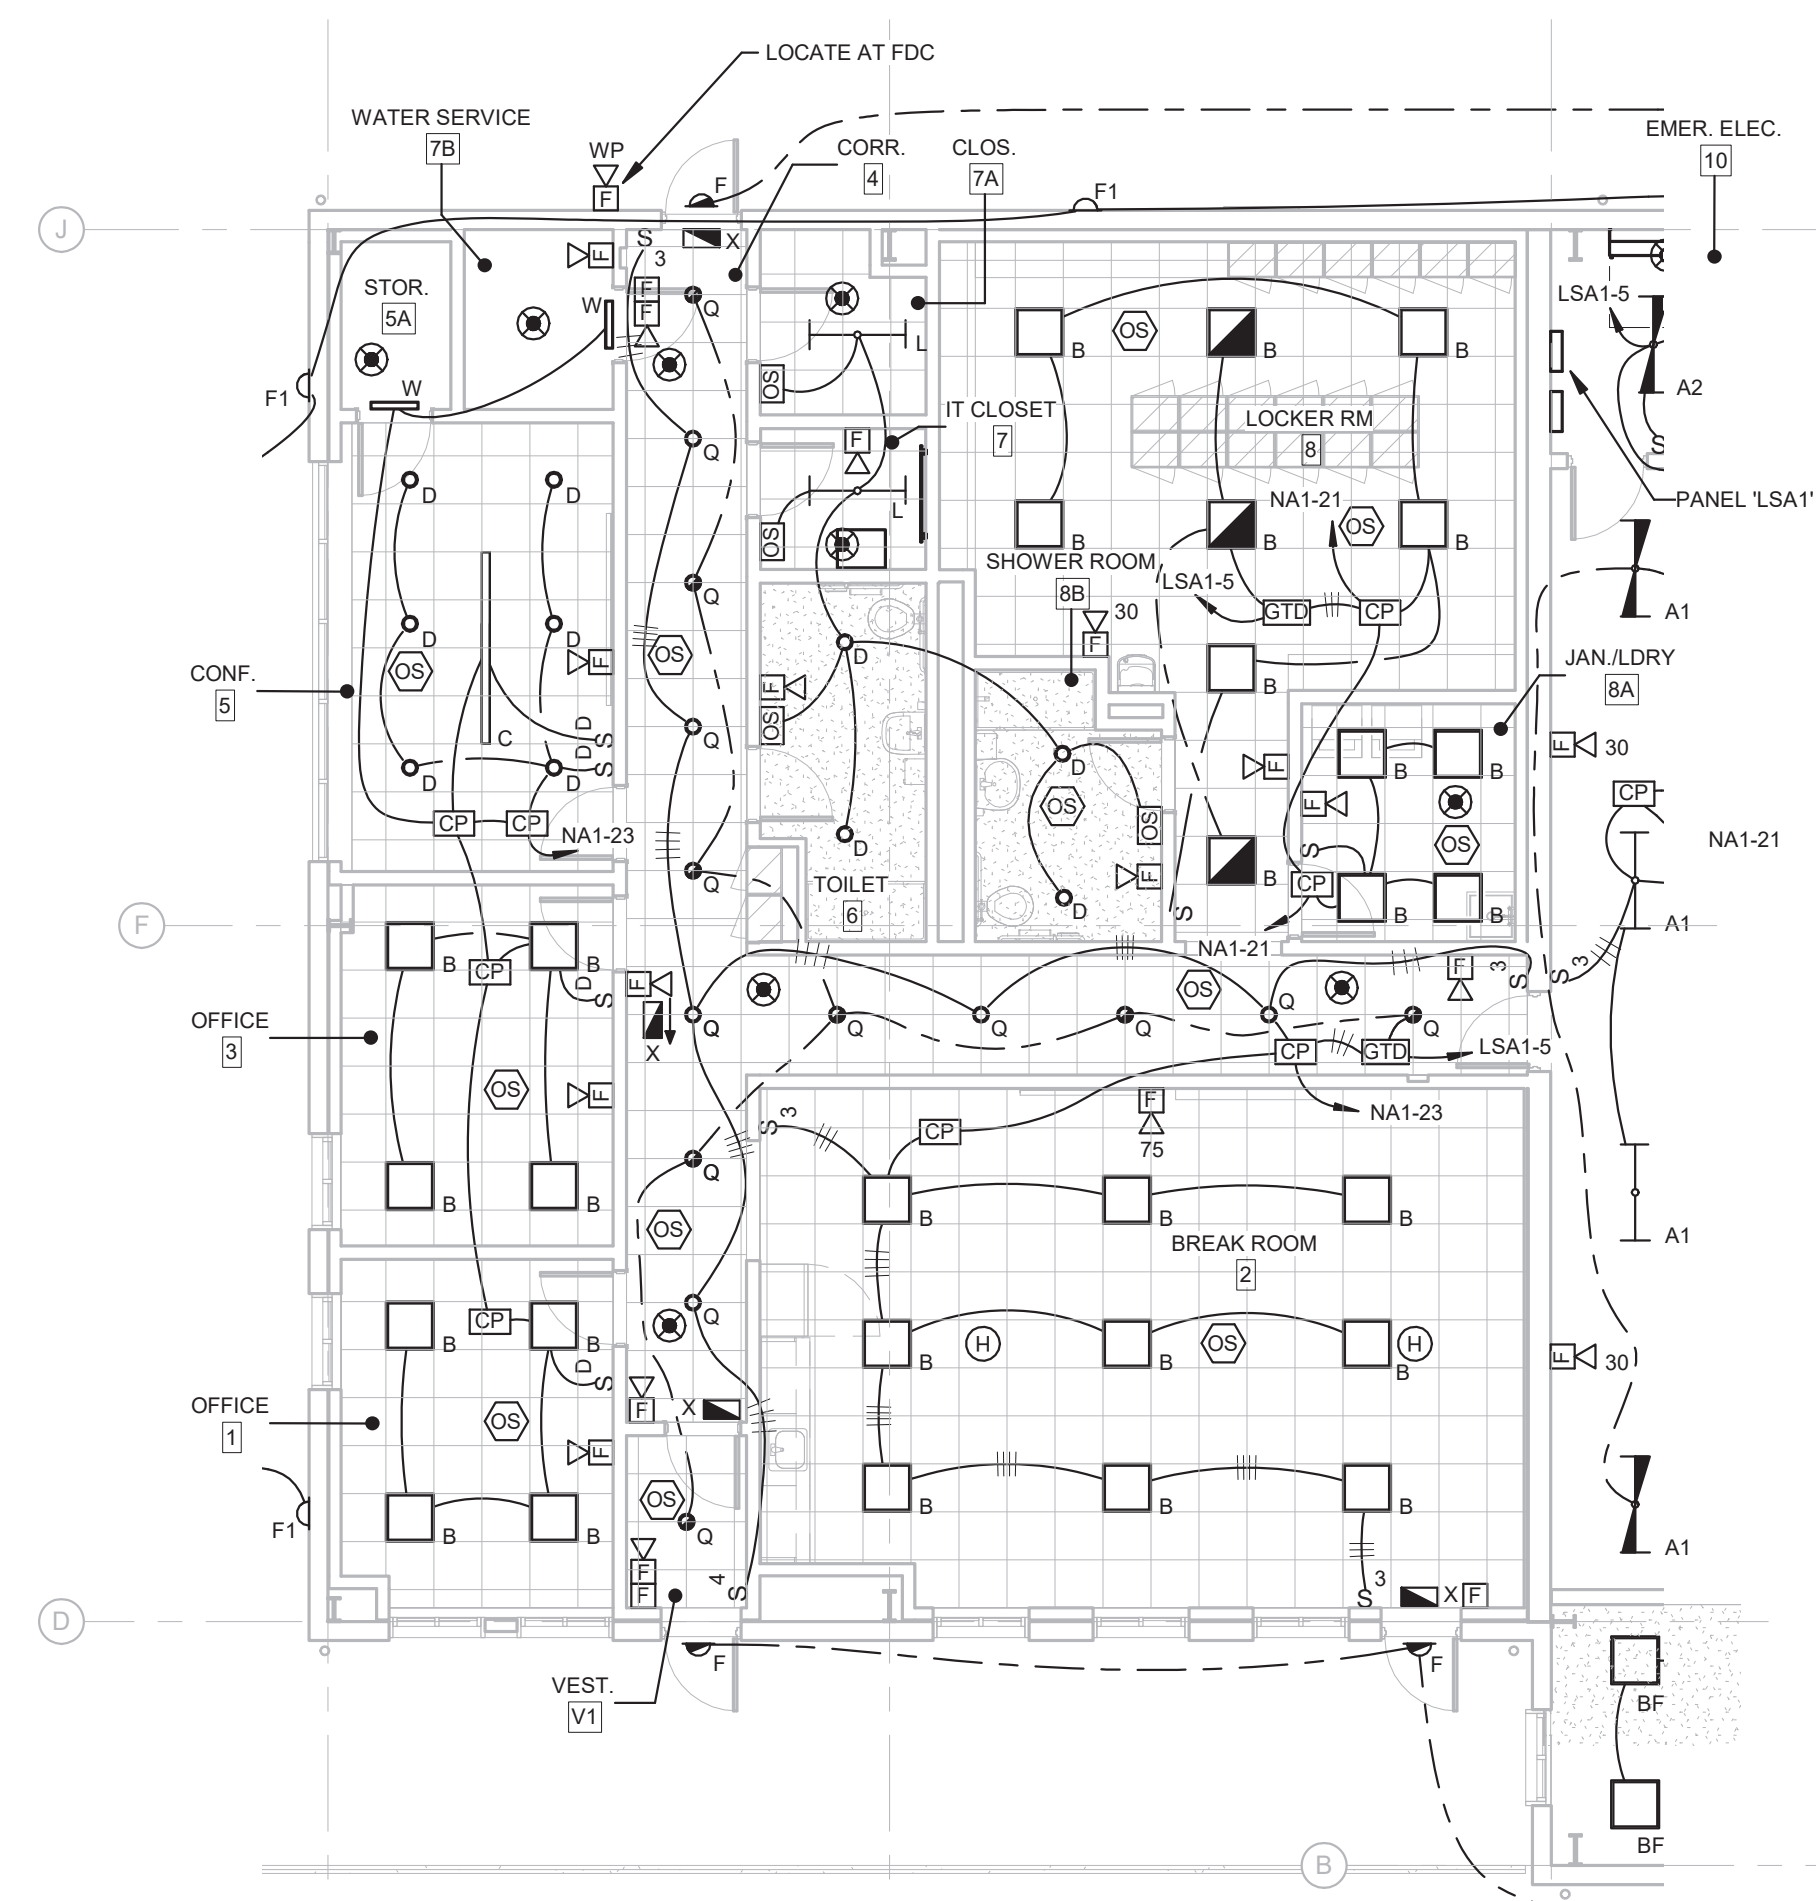 LOCATE AT FDC
WATER SERVICE
7B
WP
F
CORR.
4
CLOS.
7A
EMER. ELEC.
10
F
F1
J
F
S
3
X
STOR.
5A
W
F
F
Q
LSA1-5
OS
B
B
B
L
OS
A2
W
F1
IT CLOSET
7
LOCKER RM
8
Q
F
S
D
D
L
NA1-21
OS
PANEL 'LSA1'
OS
B
B
B
SHOWER ROOM
8B
LSA1-5
Q
30
F
GTD
CP
A1
D
D
OS
F
OS
D
JAN./LDRY
8A
CONF.
5
F
OS
B
C
D
S
D
S
Q
D
F
B
B
F
30
D
D
CP
CP
NA1-23
OS
OS
F
S
OS
CP
NA1-21
D
F
B
CP
Q
TOILET
6
D
S
B
B
F
NA1-21
A1
B
B
CP
D
S
F
OS
F
3
S
S
3
OFFICE
3
X
Q
Q
Q
Q
Q
Q
CP
GTD
LSA1-5
OS
F
S
3
CP
F
75
NA1-23
Q
B
B
OS
B
B
B
BREAK ROOM
2
A1
CP
B
B
Q
B
H
B
OS
H
B
F
30
D
S
OFFICE
1
OS
F
X
F
OS
B
B
B
F1
B
B
Q
A1
F
F
4
S
S
3
X
F
D
VEST.
V1
F
F
BF
BF
B